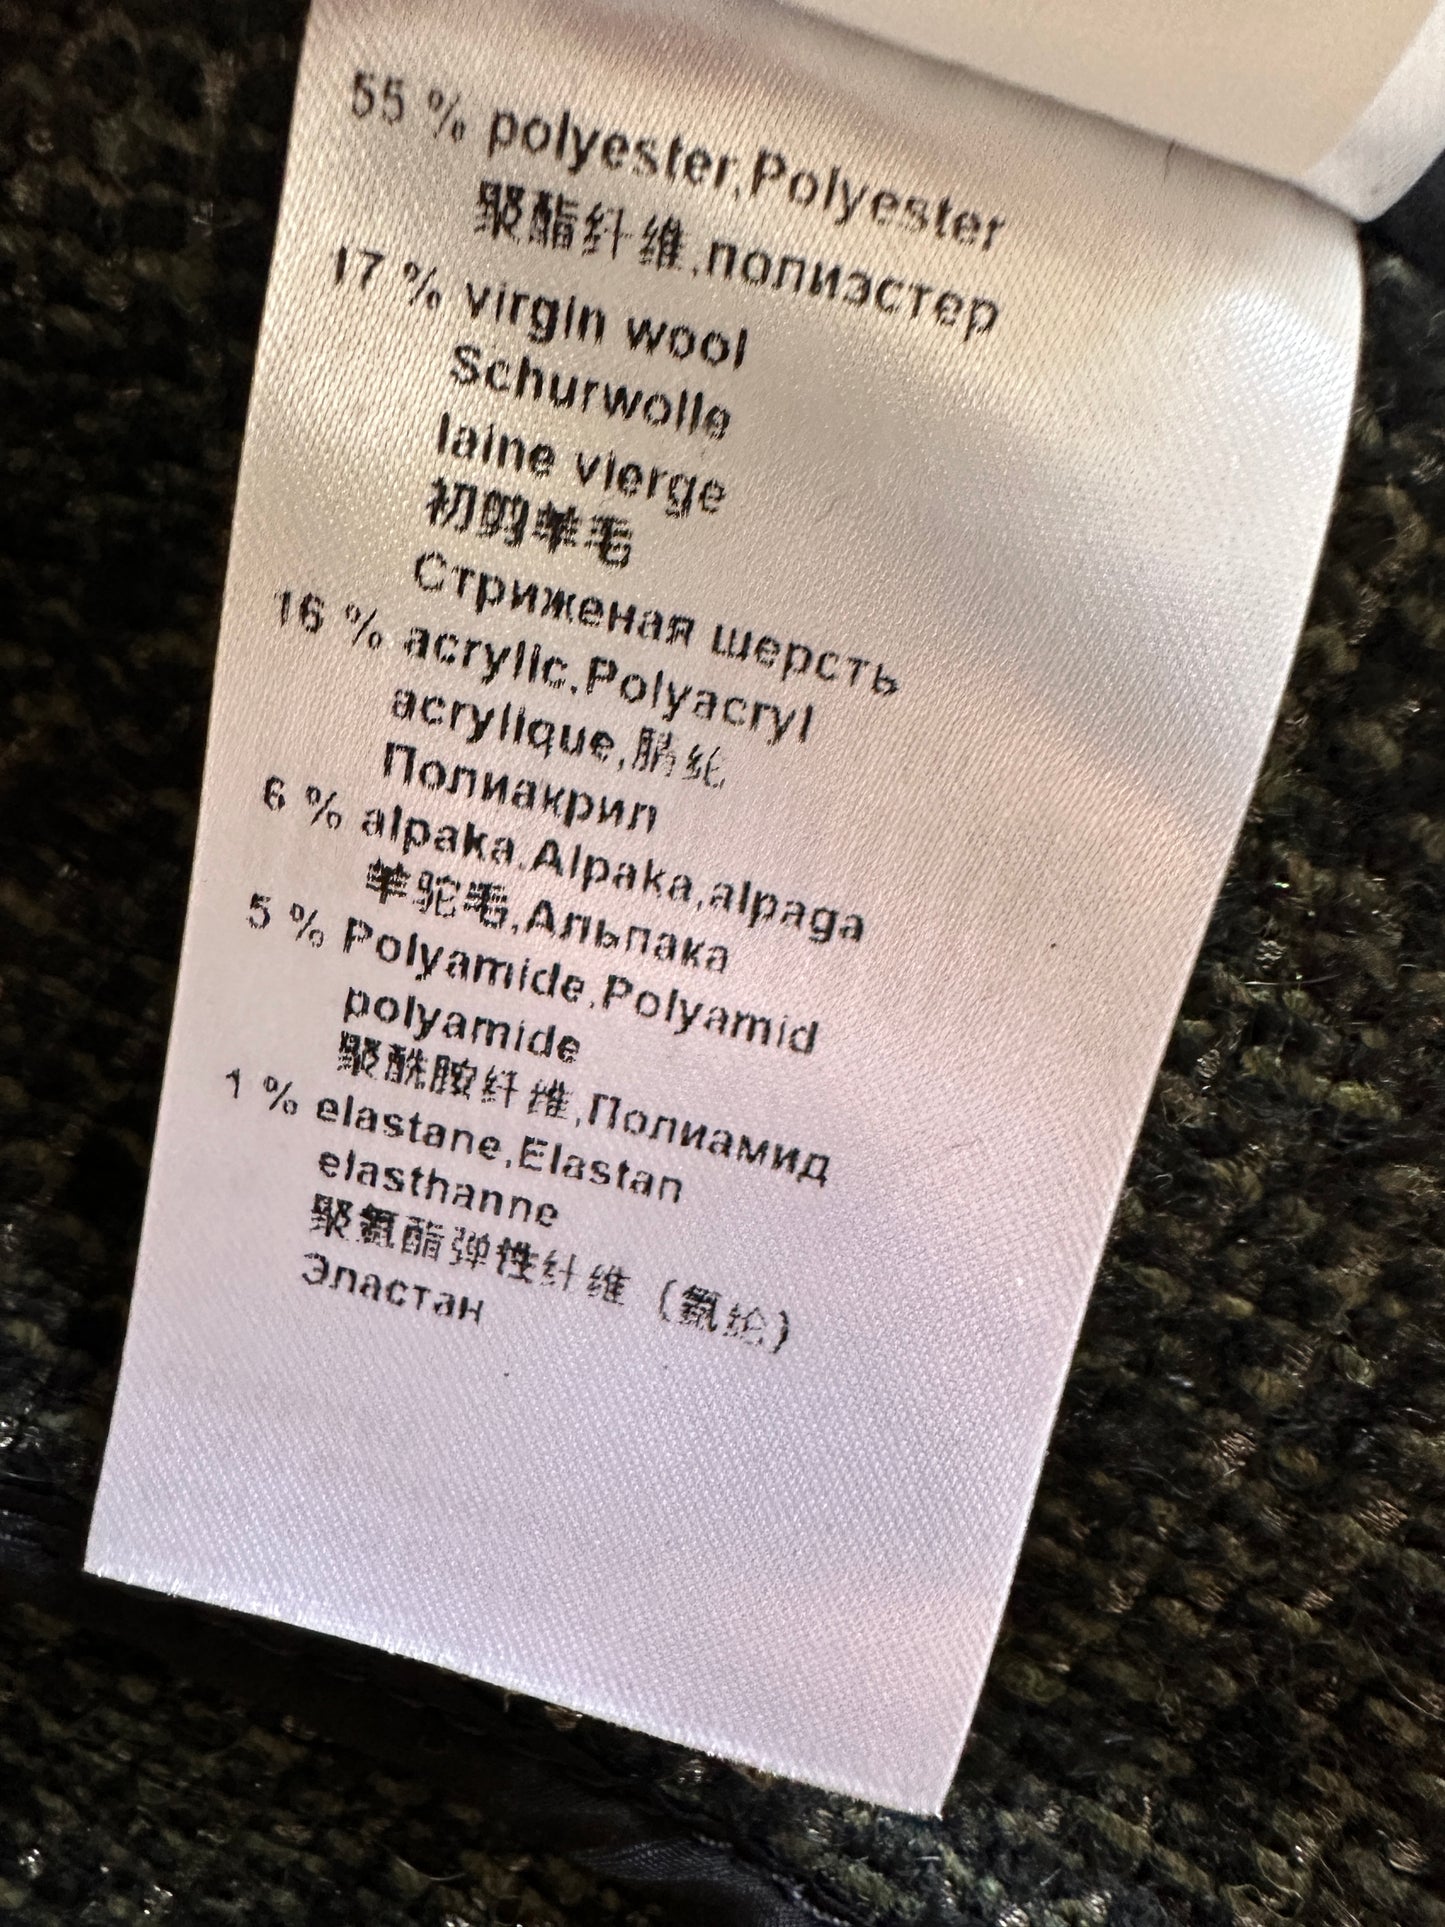 55 % polyester,Polyester
聚酯纤维,полиэстер
17 % virgin wool
Schurwolle
laine vierge
初剪羊毛
Стриженая шерсть
16 % acrylic,Polyacryl
acrylique,腈纶
Полиакрил
6 % alpaka,Alpaka,alpaga
羊驼毛,Альпака
5 % Polyamide,Polyamid
polyamide
聚酰胺纤维,Полиамид
1 % elastane,Elastan
elasthanne
聚氨酯弹性纤维（氨纶）
Эластан